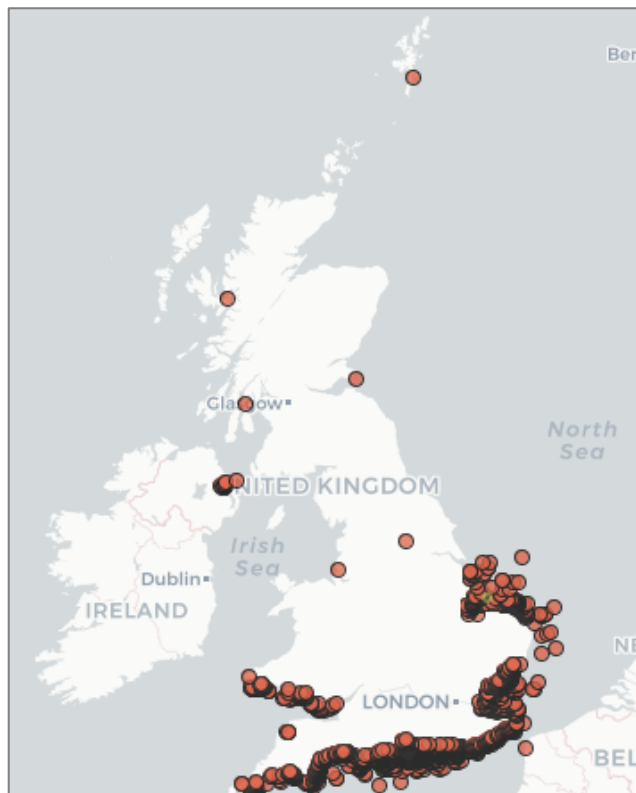 Ber
Glasgow
North
Sea
UNITED KINGDOM
Irish
Sea
Dublin
IRELAND
NE
LONDON
BEL